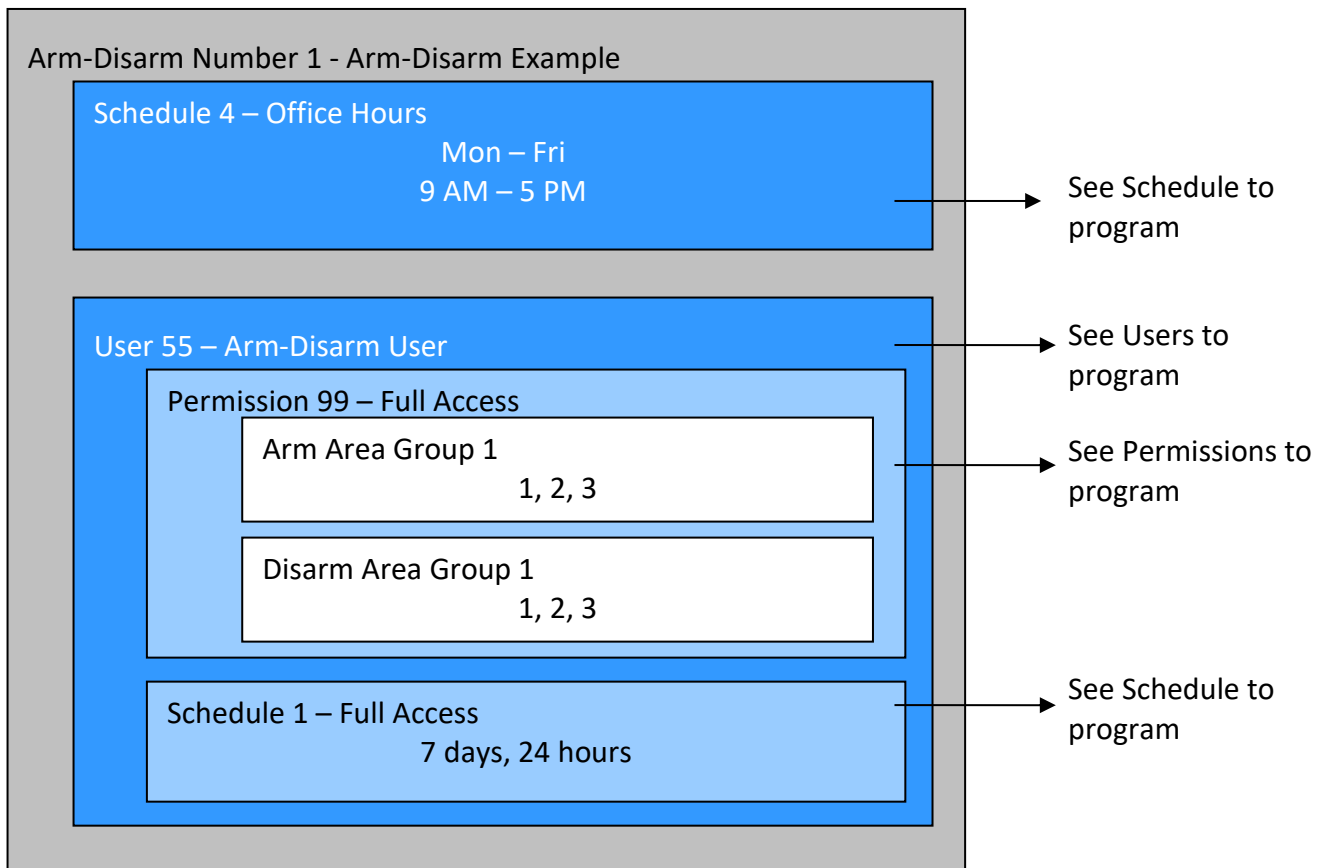 Arm-Disarm Number 1 - Arm-Disarm Example
Schedule 4 – Office Hours
Mon – Fri
9 AM – 5 PM
See Schedule to
program
User 55 – Arm-Disarm User
See Users to
program
Permission 99 – Full Access
Arm Area Group 1
1, 2, 3
See Permissions to
program
Disarm Area Group 1
1, 2, 3
Schedule 1 – Full Access
7 days, 24 hours
See Schedule to
program